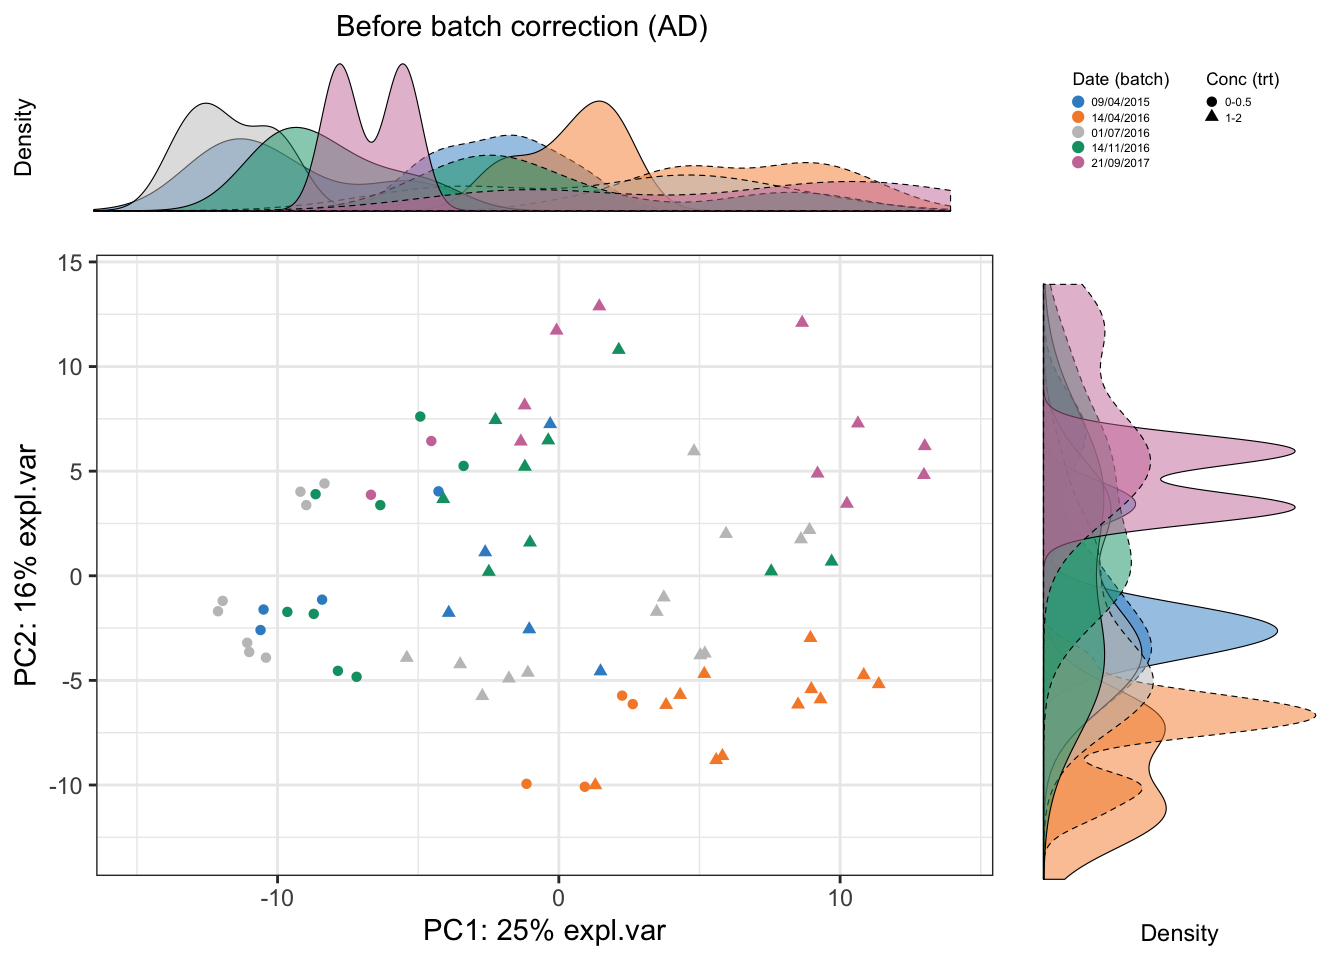 Before batch correction (AD)
Density
Date (batch)
09/04/2015
14/04/2016
01/07/2016
14/11/2016
21/09/2017
Conc (trt)
0-0.5
1-2
PC2: 16% expl.var
15
10
5
0
-5
-10
-10
0
10
PC1: 25% expl.var
Density